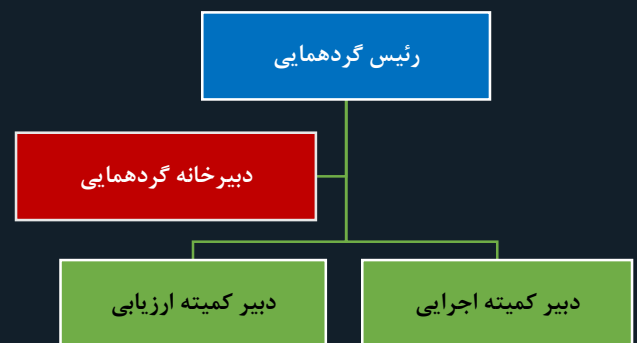 رئیس گردهمایی
دبیرخانه گردهمایی
دبیر کمیته اجرایی
دبیر کمیته ارزیابی